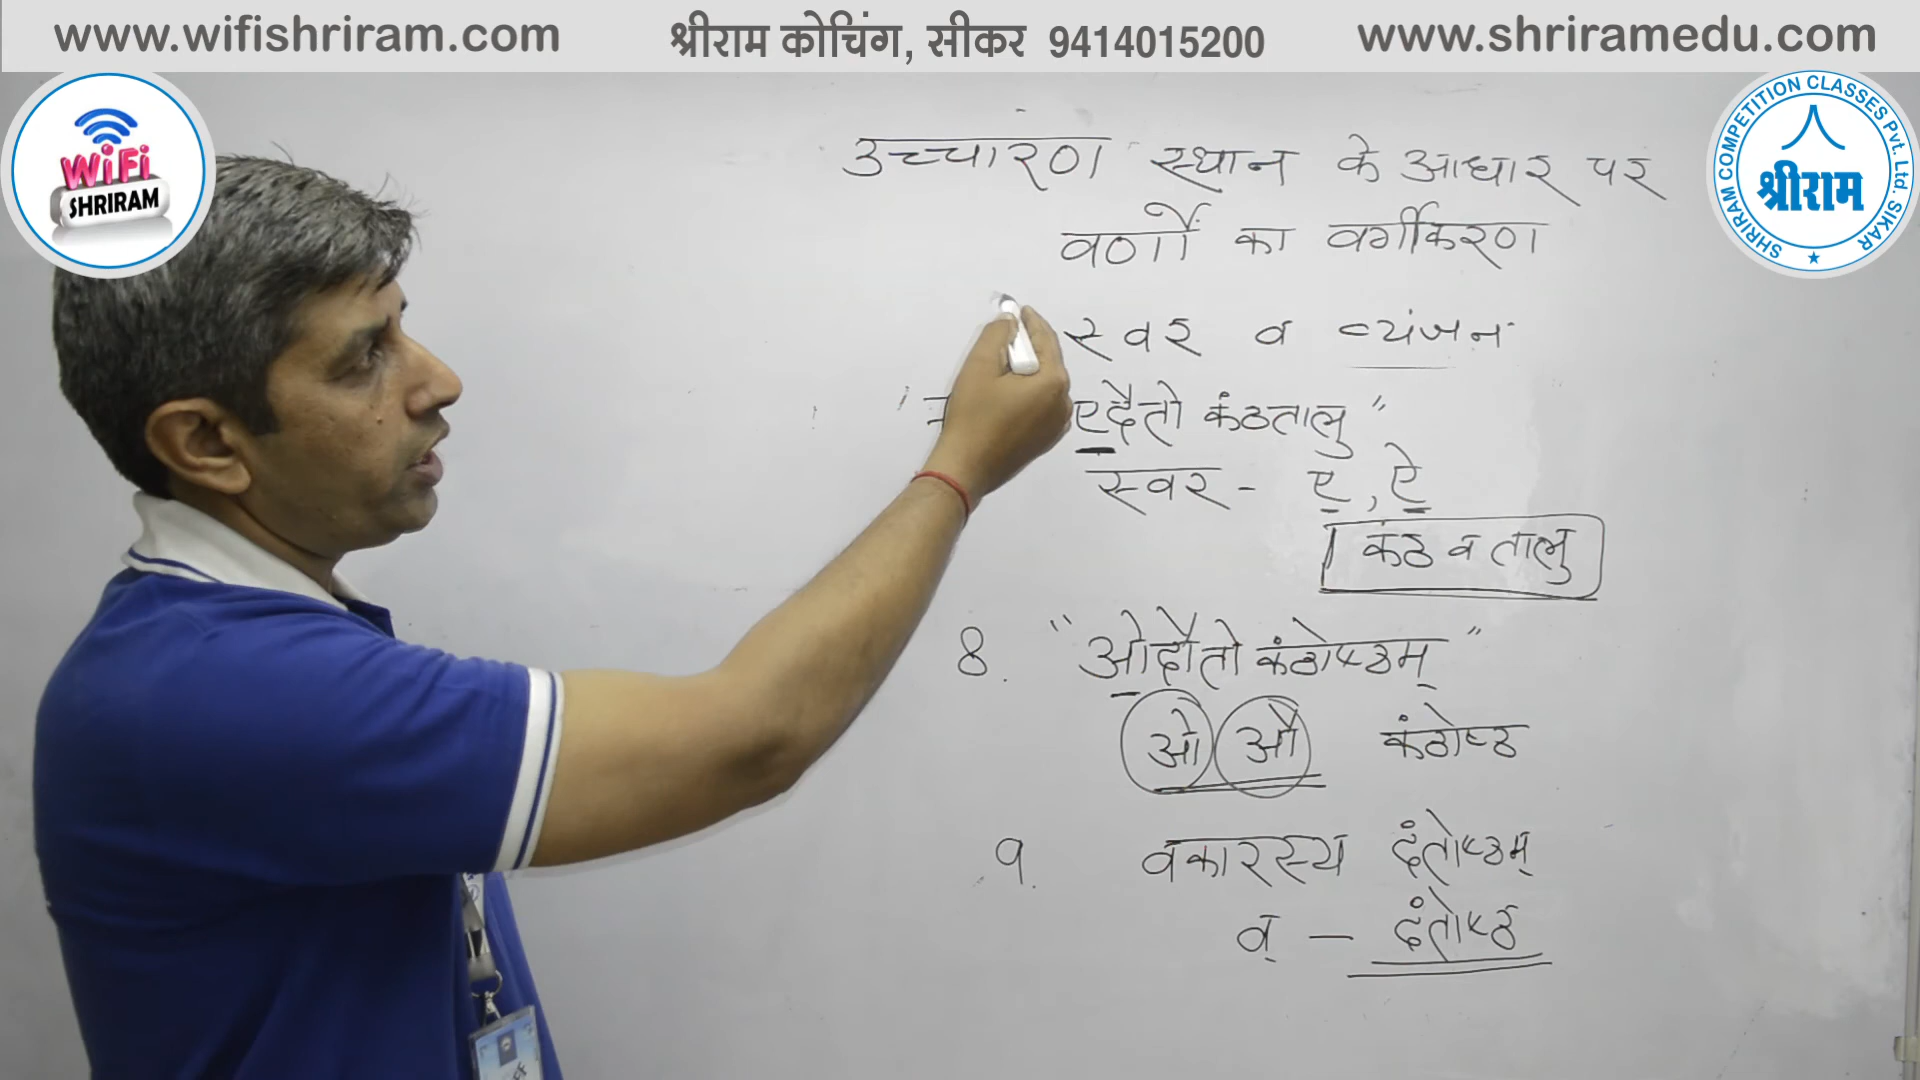 www.wifishriram.com
श्रीराम कोचिंग, सीकर 9414015200
www.shriramedu.com
WiFi
SHRIRAM
SHRIRAM COMPETITION CLASSES Pvt. Ltd. SIKAR
श्रीराम
उच्चारण स्थान के आधार पर
वर्णों का वर्गीकरण
स्वर व व्यंजन
एदैतो कंठतालु"
स्वर - ए, ऐ
कंठ व तालु
8. "ओदौतो कंठोष्ठम्"
ओ औ कंठोष्ठ
9. वकारस्य दंतोष्ठम्
व् – दंतोष्ठ